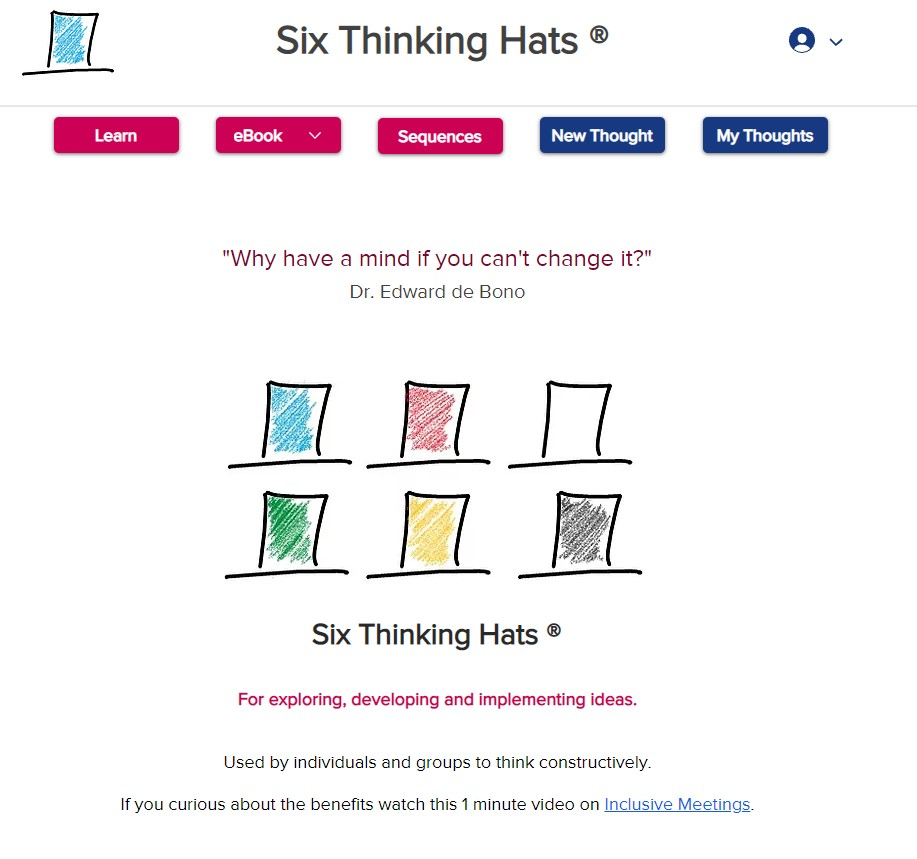 Six Thinking Hats ®
Learn
eBook
Sequences
New Thought
My Thoughts
"Why have a mind if you can't change it?"
Dr. Edward de Bono
Six Thinking Hats ®
For exploring, developing and implementing ideas.
Used by individuals and groups to think constructively.
If you curious about the benefits watch this 1 minute video on Inclusive Meetings.